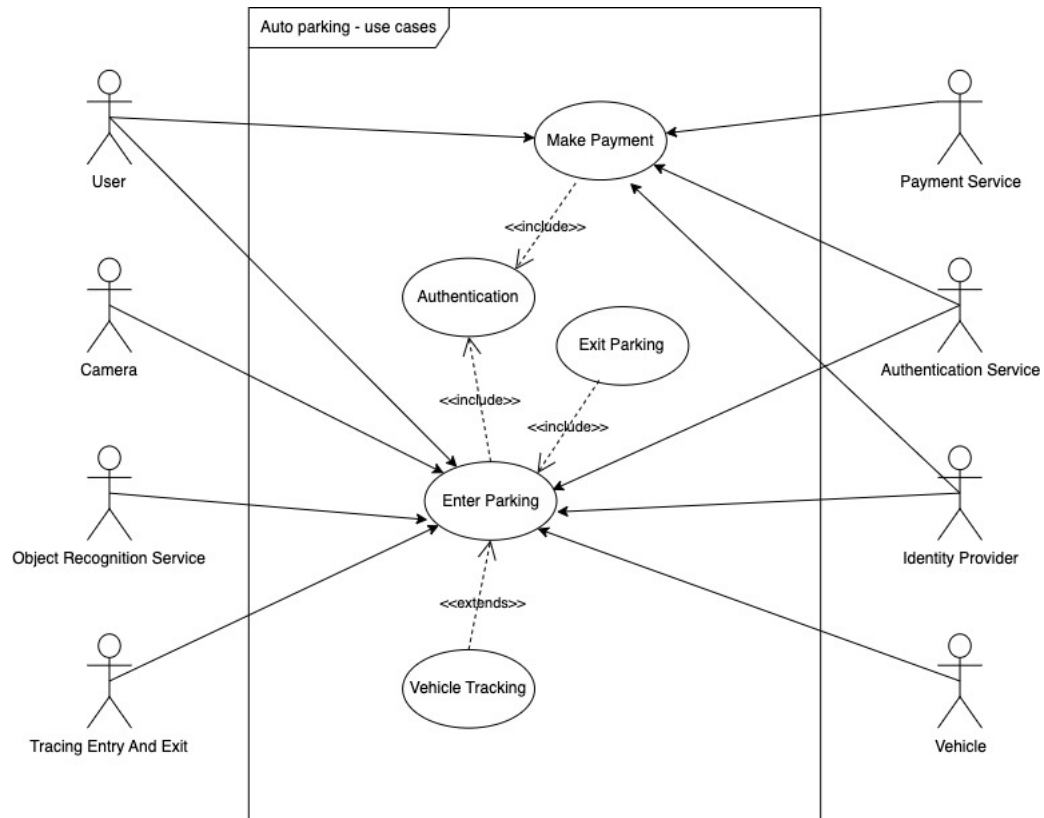 Auto parking - use cases
User
Make Payment
Payment Service
<<include>>
Authentication
Exit Parking
Camera
Authentication Service
<<include>>
<<include>>
Enter Parking
Object Recognition Service
Identity Provider
<<extends>>
Vehicle Tracking
Tracing Entry And Exit
Vehicle